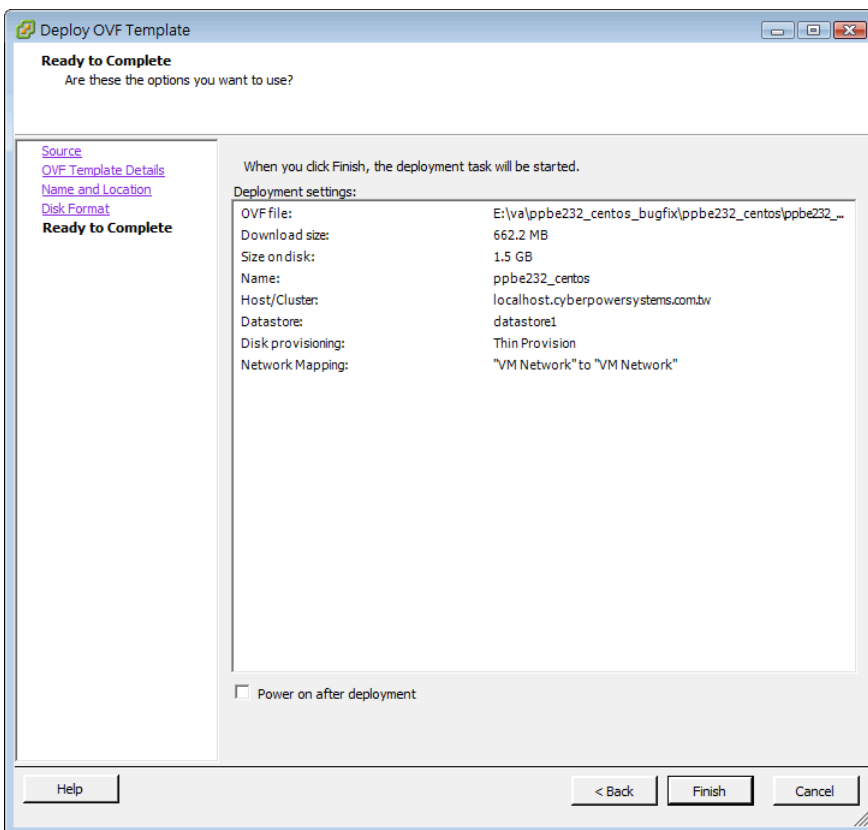 Deploy OVF Template
Ready to Complete
Are these the options you want to use?
Source
OVF Template Details
Name and Location
Disk Format
Ready to Complete
When you click Finish, the deployment task will be started.
Deployment settings:
OVF file: E:\va\ppbe232_centos_bugfix\ppbe232_centos\ppbe232_...
Download size: 662.2 MB
Size on disk: 1.5 GB
Name: ppbe232_centos
Host/Cluster: localhost.cyberpowersystems.com.tw
Datastore: datastore1
Disk provisioning: Thin Provision
Network Mapping: "VM Network" to "VM Network"
Power on after deployment
Help
< Back
Finish
Cancel